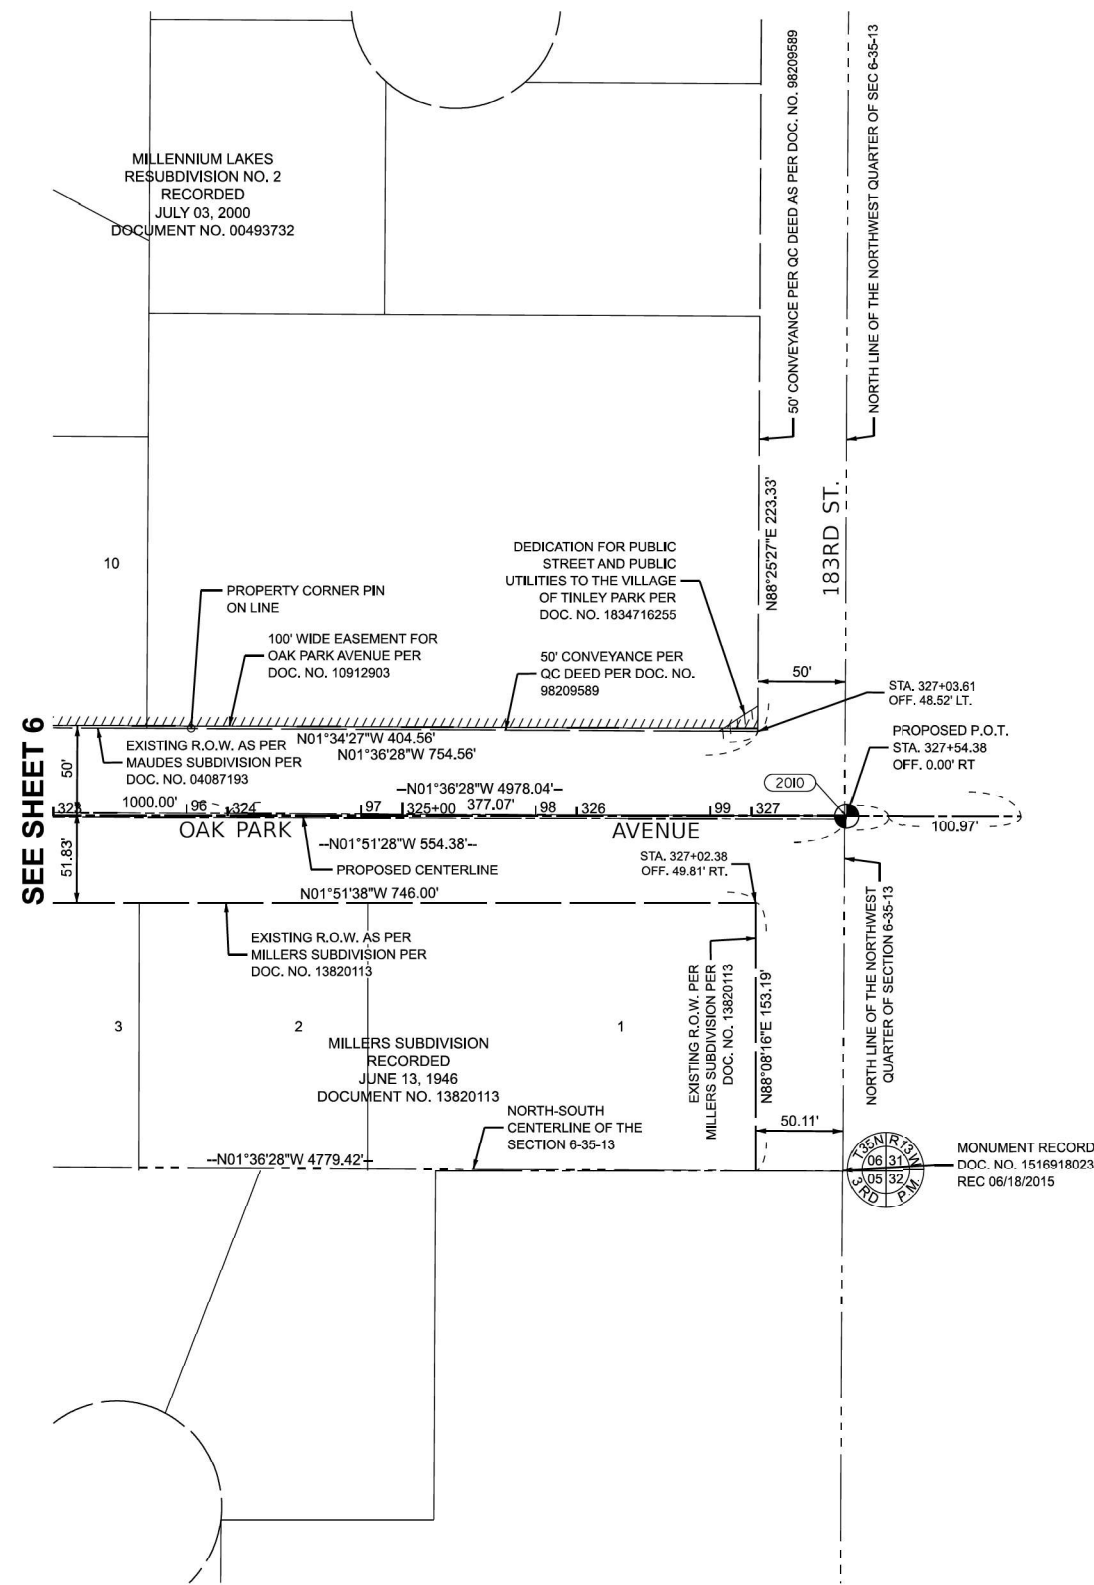 MILLENNIUM LAKES
RESUBDIVISION NO. 2
RECORDED
JULY 03, 2000
DOCUMENT NO. 00493732
50' CONVEYANCE PER QC DEED AS PER DOC. NO. 98209589
NORTH LINE OF THE NORTHWEST QUARTER OF SEC 6-35-13
N88°25'27"E 223.33'
183RD ST.
10
PROPERTY CORNER PIN
ON LINE
100' WIDE EASEMENT FOR
OAK PARK AVENUE PER
DOC. NO. 10912903
DEDICATION FOR PUBLIC
STREET AND PUBLIC
UTILITIES TO THE VILLAGE
OF TINLEY PARK PER
DOC. NO. 1834716255
50' CONVEYANCE PER
QC DEED PER DOC. NO.
98209589
50'
STA. 327+03.61
OFF. 48.52' LT.
PROPOSED P.O.T.
STA. 327+54.38
OFF. 0.00' RT
SEE SHEET 6
50'
EXISTING R.O.W. AS PER
MAUDES SUBDIVISION PER
DOC. NO. 04087193
N01°34'27"W 404.56'
N01°36'28"W 754.56'
--N01°36'28"W 4978.04'--
2010
323 1000.00' 96 324 97 325+00 377.07' 98 326 99 327
100.97'
OAK PARK AVENUE
51.83'
--N01°51'28"W 554.38'--
PROPOSED CENTERLINE
N01°51'38"W 746.00'
STA. 327+02.38
OFF. 49.81' RT.
EXISTING R.O.W. AS PER
MILLERS SUBDIVISION PER
DOC. NO. 13820113
EXISTING R.O.W. PER
MILLERS SUBDIVISION PER
DOC. NO. 13820113
N88°08'16"E 153.19'
NORTH LINE OF THE NORTHWEST
QUARTER OF SECTION 6-35-13
3
2
1
MILLERS SUBDIVISION
RECORDED
JUNE 13, 1946
DOCUMENT NO. 13820113
NORTH-SOUTH
CENTERLINE OF THE
SECTION 6-35-13
50.11'
--N01°36'28"W 4779.42'--
T35N R13W
06 31
05 32
3RD P.M.
MONUMENT RECORD
DOC. NO. 1516918023
REC 06/18/2015